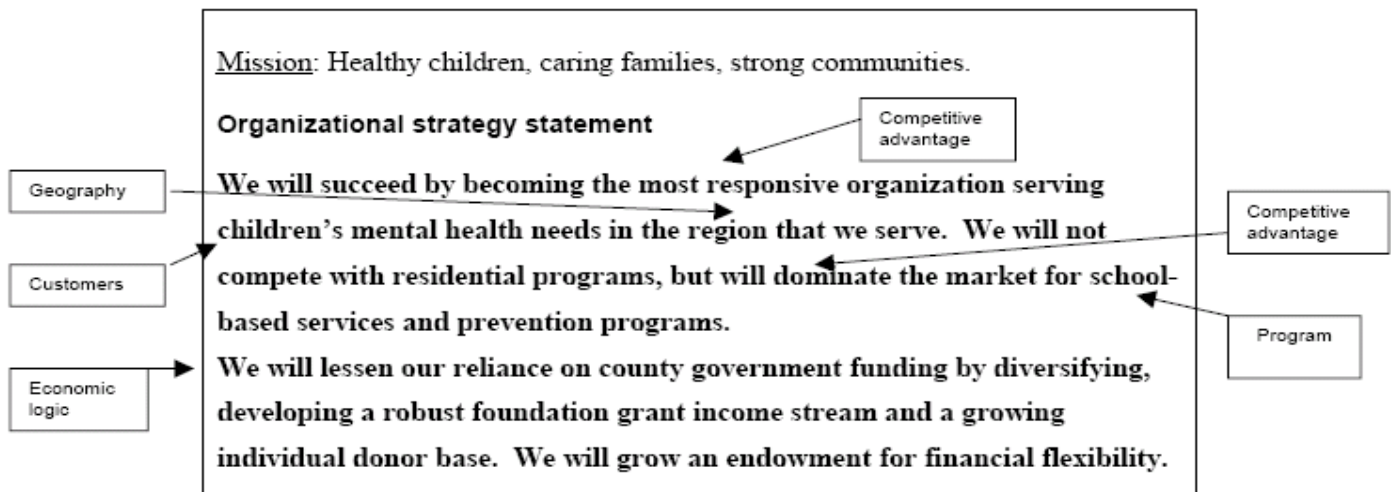 Mission: Healthy children, caring families, strong communities.
Organizational strategy statement
Competitive
advantage
Geography
Customers
Economic
logic
We will succeed by becoming the most responsive organization serving
children’s mental health needs in the region that we serve.  We will not
compete with residential programs, but will dominate the market for school-
based services and prevention programs.
We will lessen our reliance on county government funding by diversifying,
developing a robust foundation grant income stream and a growing
individual donor base.  We will grow an endowment for financial flexibility.
Competitive
advantage
Program